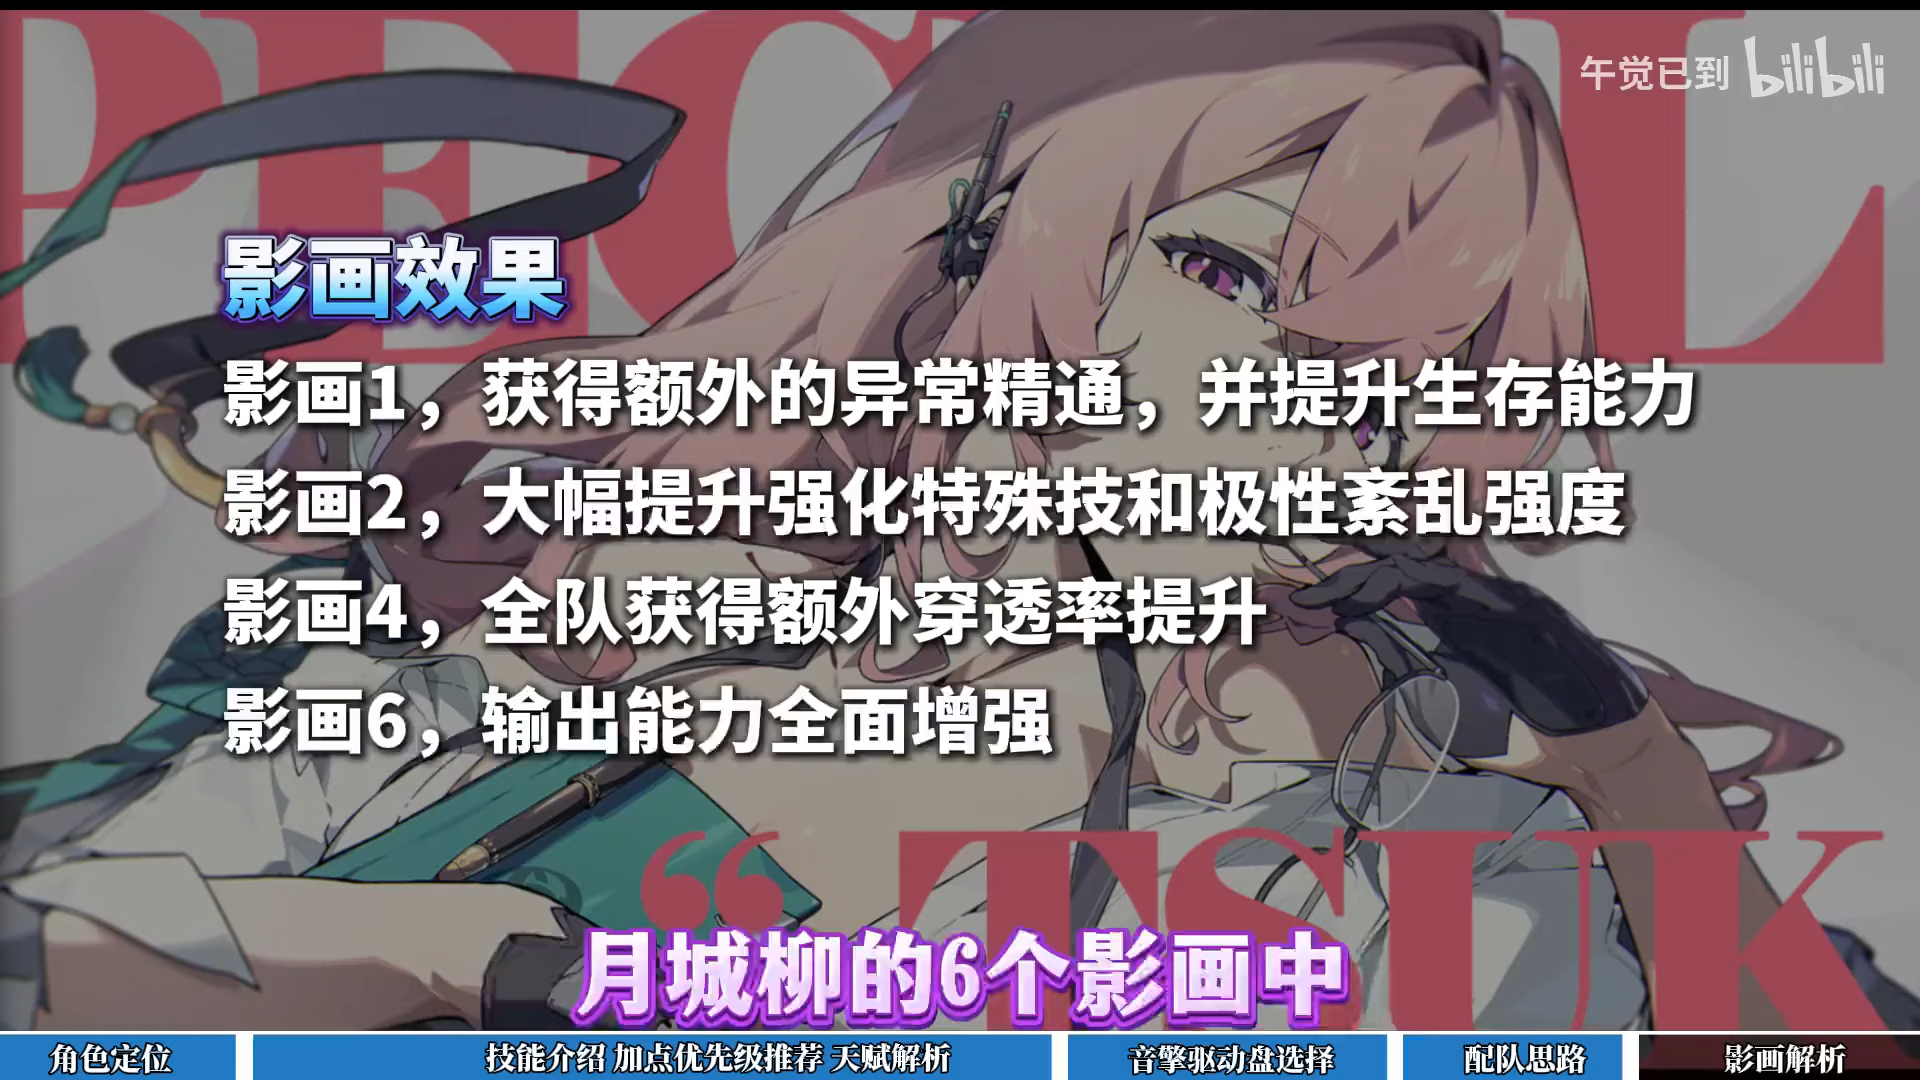 PECIAL
午觉已到 bilibili
影画效果
影画1，获得额外的异常精通，并提升生存能力
影画2，大幅提升强化特殊技和极性紊乱强度
影画4，全队获得额外穿透率提升
影画6，输出能力全面增强
“TSUK
月城柳的6个影画中
角色定位
技能介绍 加点优先级推荐 天赋解析
音擎驱动盘选择
配队思路
影画解析